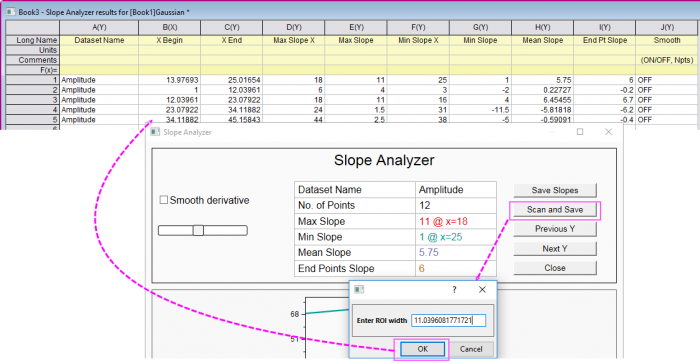 Book3 - Slope Analyzer results for [Book1]Gaussian *
A(Y) B(X) C(Y) D(Y) E(Y) F(Y) G(Y) H(Y) I(Y) J(Y)
Long Name Dataset Name X Begin X End Max Slope X Max Slope Min Slope X Min Slope Mean Slope End Pt Slope Smooth
Units
Comments (ON/OFF, Npts)
F(x)=
1 Amplitude 13.97693 25.01654 18 11 25 1 5.75 6 OFF
2 Amplitude 1 12.03961 6 4 3 -2 0.22727 -0.2 OFF
3 Amplitude 12.03961 23.07922 18 11 16 4 6.45455 6.7 OFF
4 Amplitude 23.07922 34.11882 24 1.5 31 -11.5 -5.81818 -6.2 OFF
5 Amplitude 34.11882 45.15843 44 2.5 38 -5 -0.59091 -0.4 OFF
6
Slope Analyzer
Slope Analyzer
Smooth derivative
Dataset Name Amplitude
No. of Points 12
Max Slope 11 @ x=18
Min Slope 1 @ x=25
Mean Slope 5.75
End Points Slope 6
Save Slopes
Scan and Save
Previous Y
Next Y
Close
? X
Enter ROI width 11.0396081771721
OK Cancel
68
51